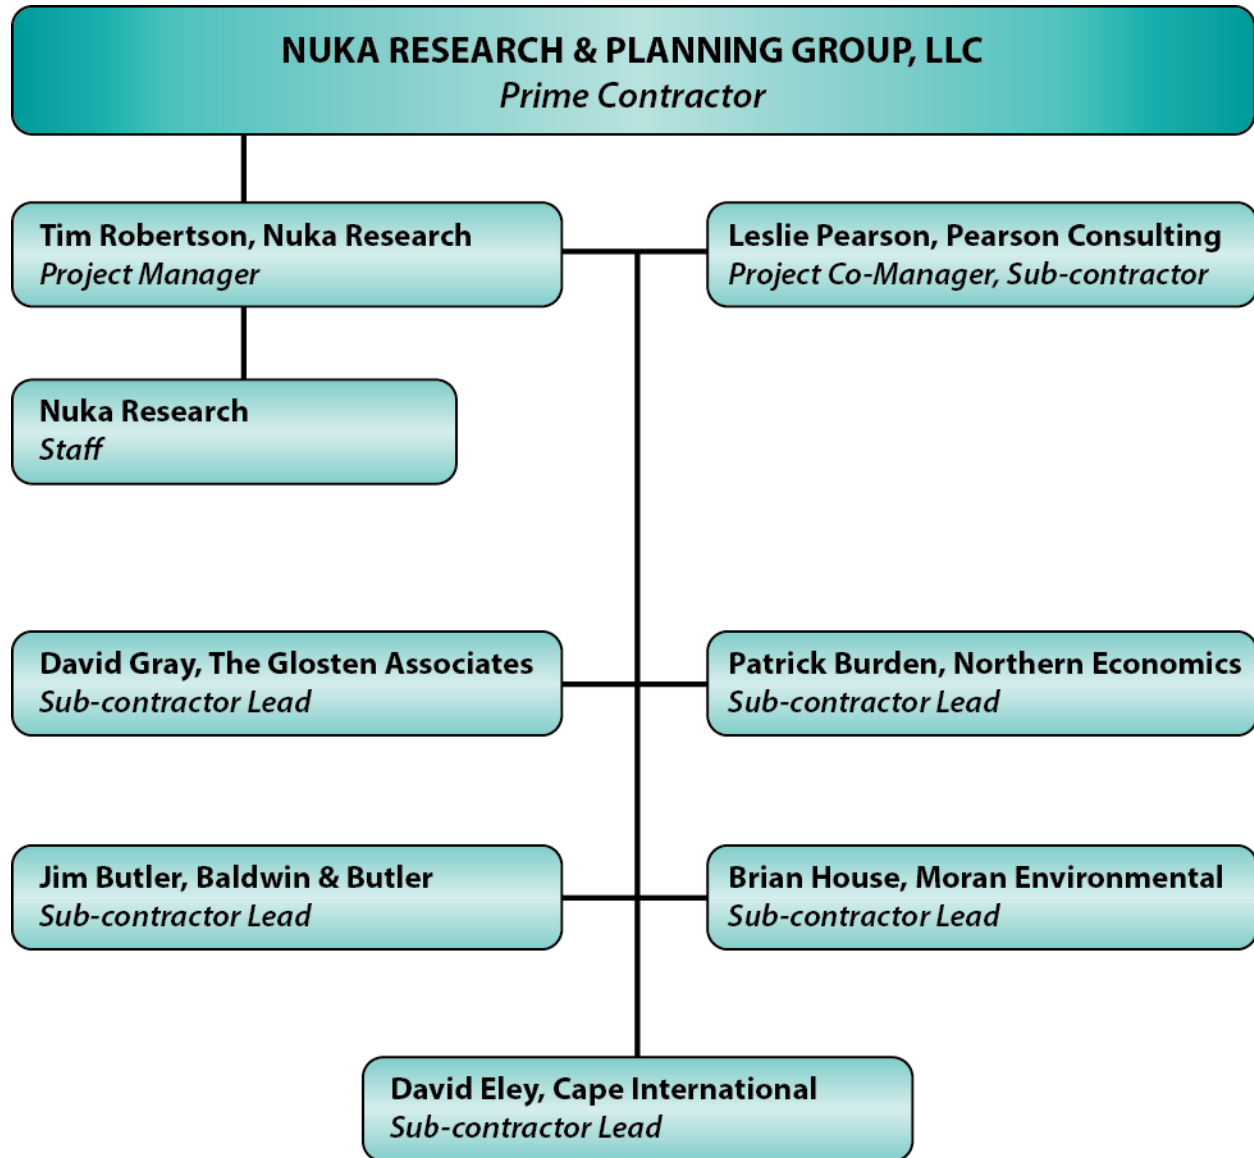 NUKA RESEARCH & PLANNING GROUP, LLC
Prime Contractor
Tim Robertson, Nuka Research
Project Manager
Leslie Pearson, Pearson Consulting
Project Co-Manager, Sub-contractor
Nuka Research
Staff
David Gray, The Glosten Associates
Sub-contractor Lead
Patrick Burden, Northern Economics
Sub-contractor Lead
Jim Butler, Baldwin & Butler
Sub-contractor Lead
Brian House, Moran Environmental
Sub-contractor Lead
David Eley, Cape International
Sub-contractor Lead